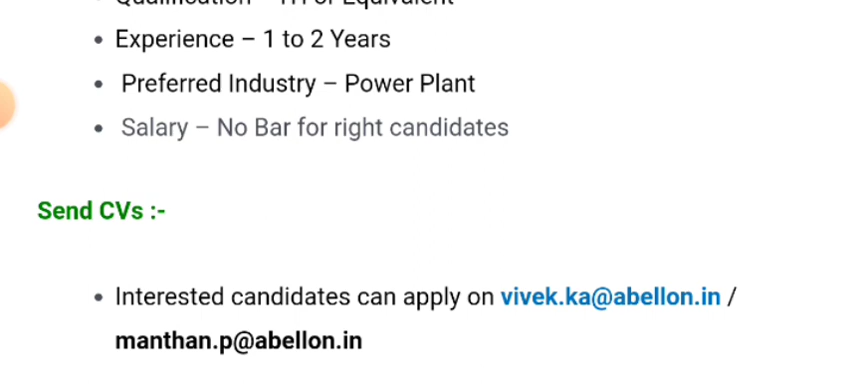 • Experience – 1 to 2 Years
• Preferred Industry – Power Plant
• Salary – No Bar for right candidates
Send CVs :-
• Interested candidates can apply on vivek.ka@abellon.in /
manthan.p@abellon.in